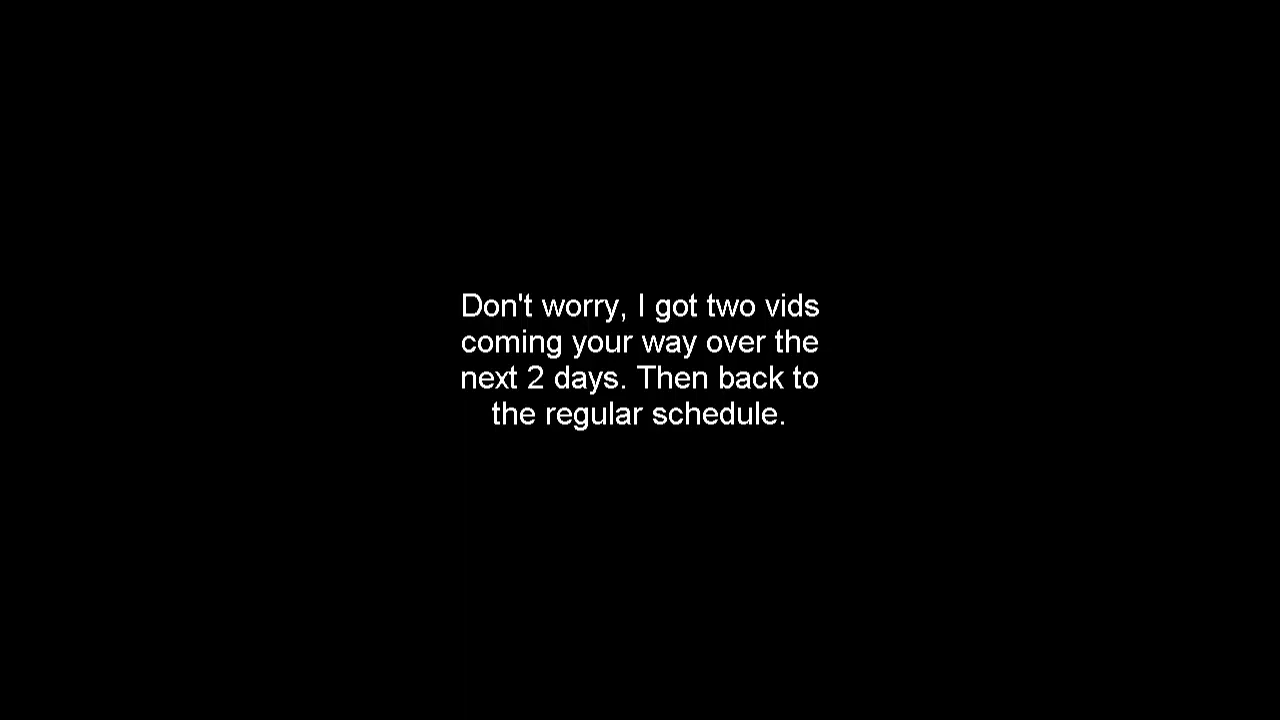 Don't worry, I got two vids
coming your way over the
next 2 days. Then back to
the regular schedule.